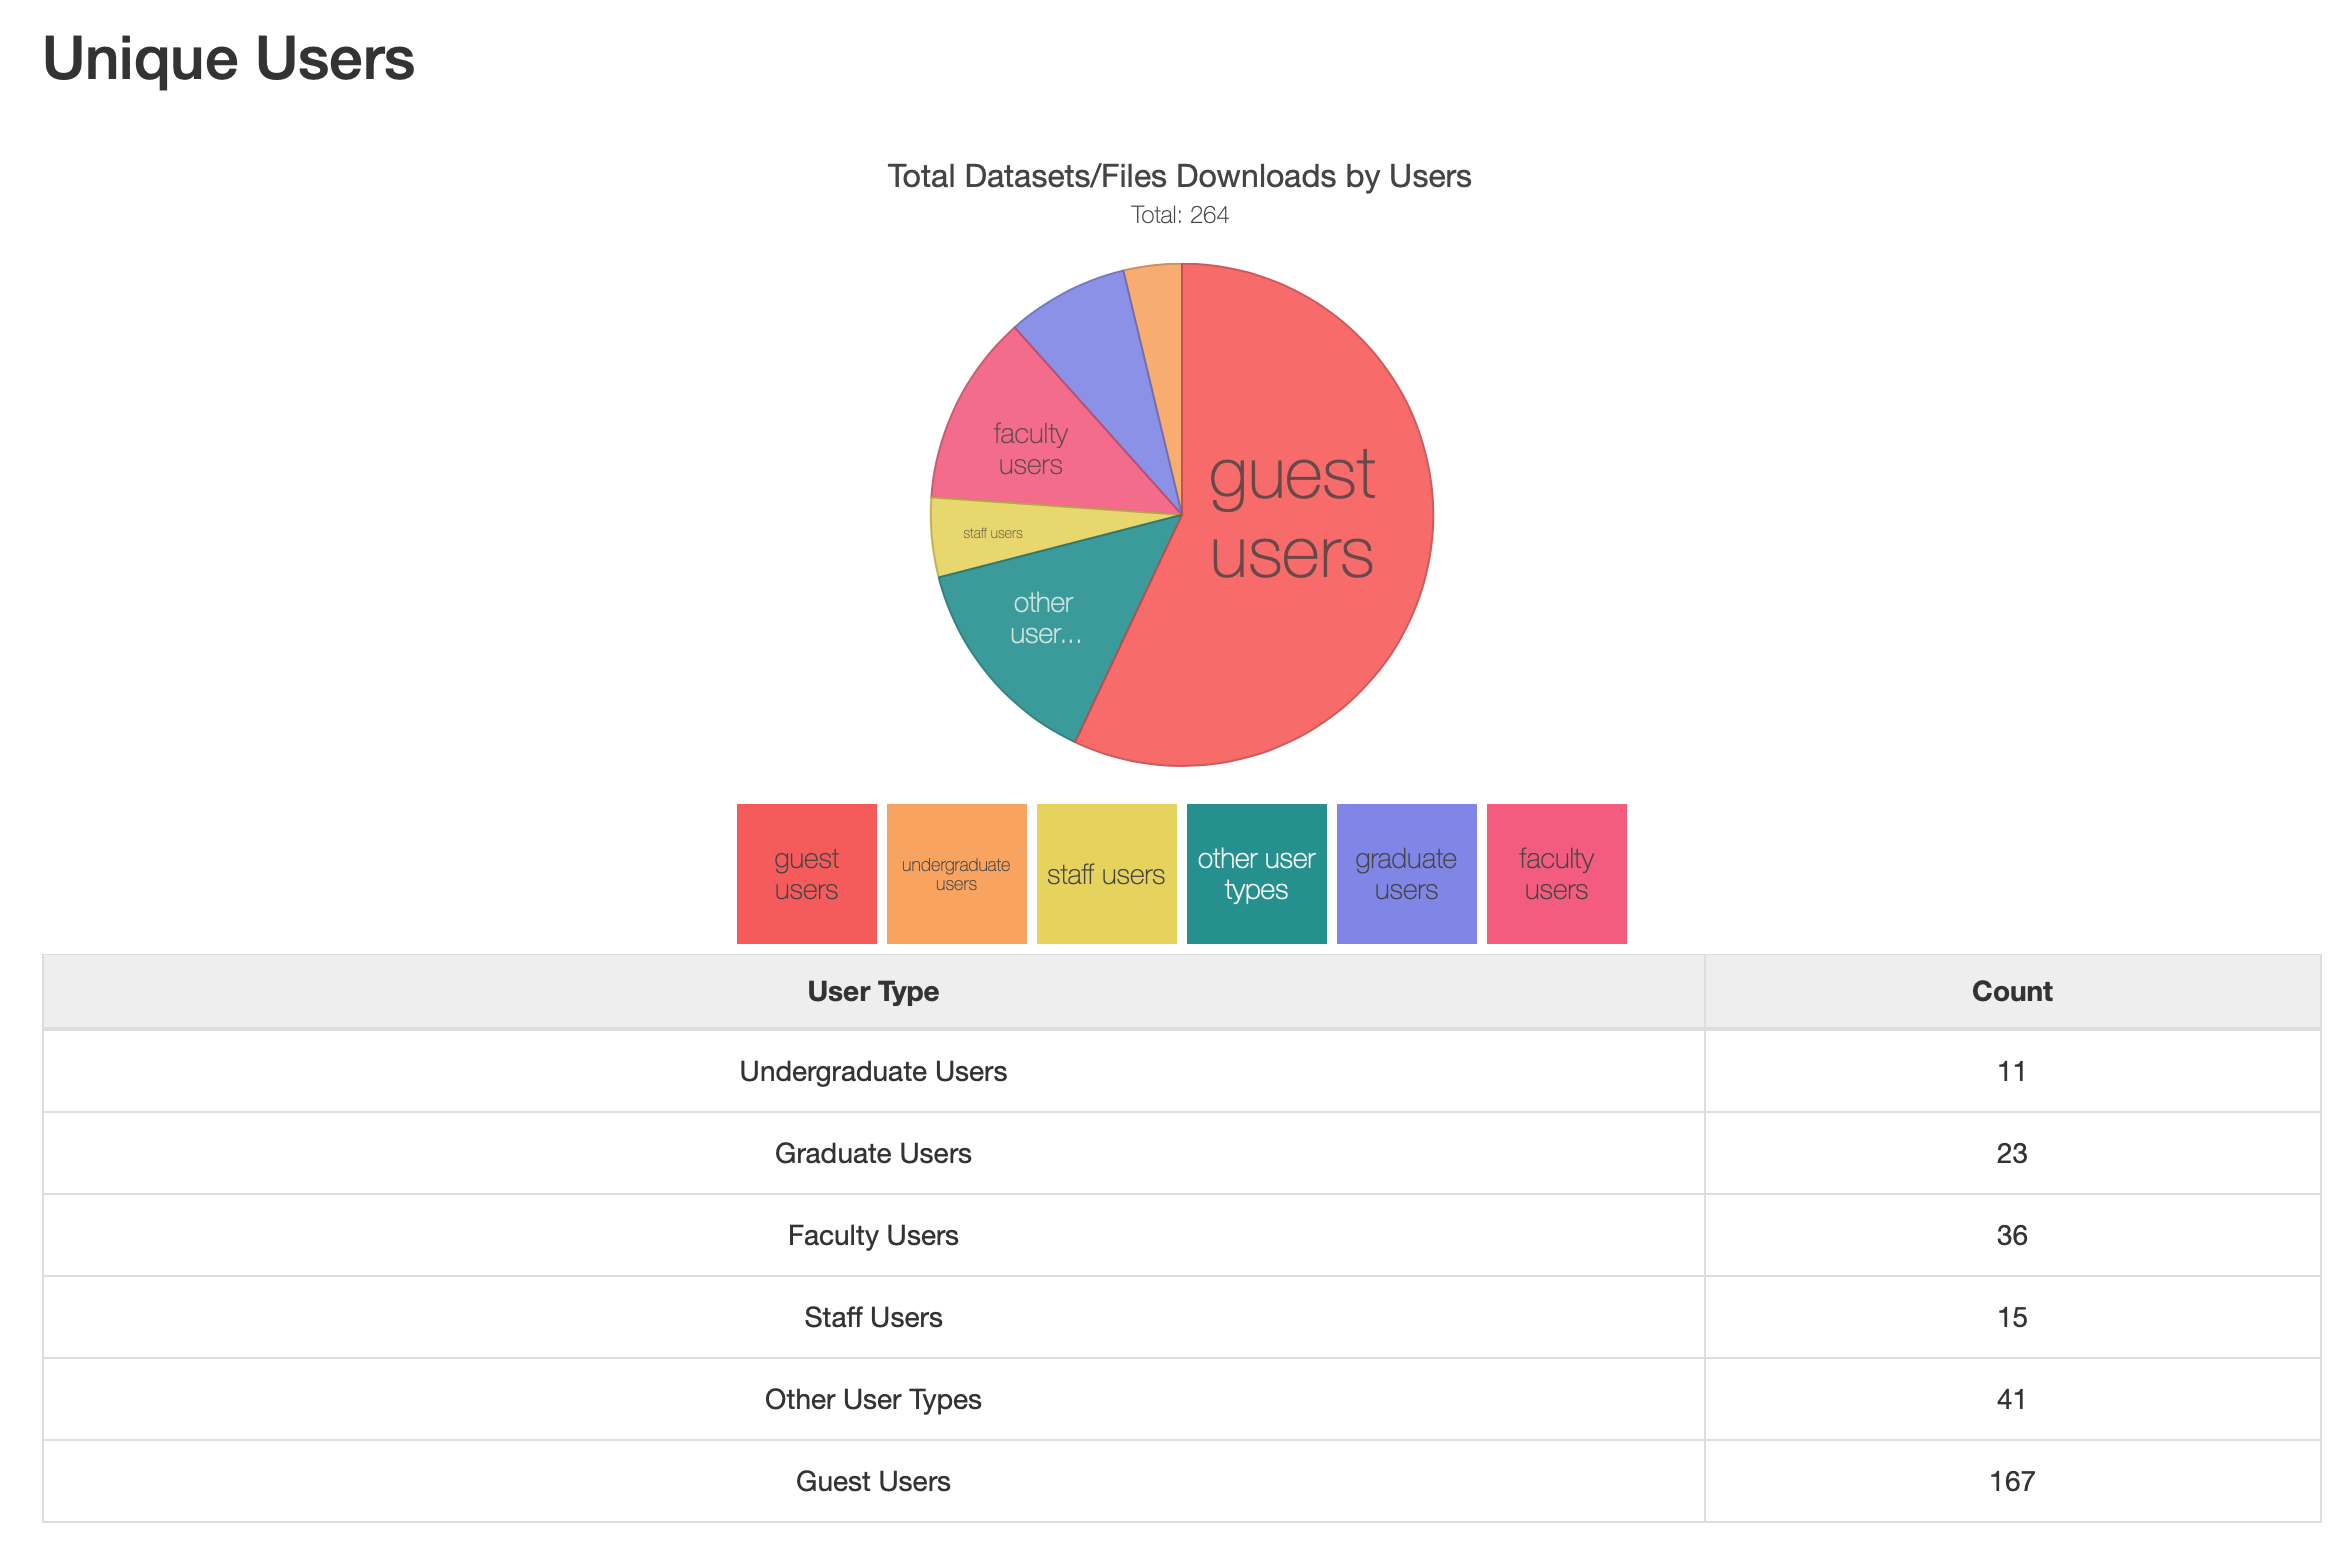 Unique Users
Total Datasets/Files Downloads by Users
Total: 264
guest
users
faculty
users
staff users
other
user...
guest
users
undergraduate
users
staff users
other user
types
graduate
users
faculty
users
User Type Count
Undergraduate Users 11
Graduate Users 23
Faculty Users 36
Staff Users 15
Other User Types 41
Guest Users 167